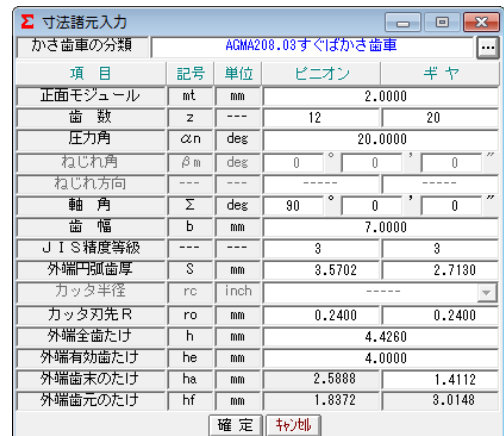 Σ 寸法諸元入力
かさ歯車の分類 AGMA208.03すぐばかさ歯車 ...
項 目 記号 単位 ピニオン ギ ヤ
正面モジュール mt mm 2.0000
歯 数 z --- 12 20
圧力角 αn deg 20.0000
ねじれ角 βm deg 0 ° 0 ' 0 " 
ねじれ方向 --- --- ----- -----
軸 角 Σ deg 90 ° 0 ' 0 "
歯 幅 b mm 7.0000
JIS精度等級 --- --- 3 3
外端円弧歯厚 S mm 3.5702 2.7130
カッタ半径 rc inch -----
カッタ刃先R ro mm 0.2400 0.2400
外端全歯たけ h mm 4.4260
外端有効歯たけ he mm 4.0000
外端歯末のたけ ha mm 2.5888 1.4112
外端歯元のたけ hf mm 1.8372 3.0148
確 定 キャンセル